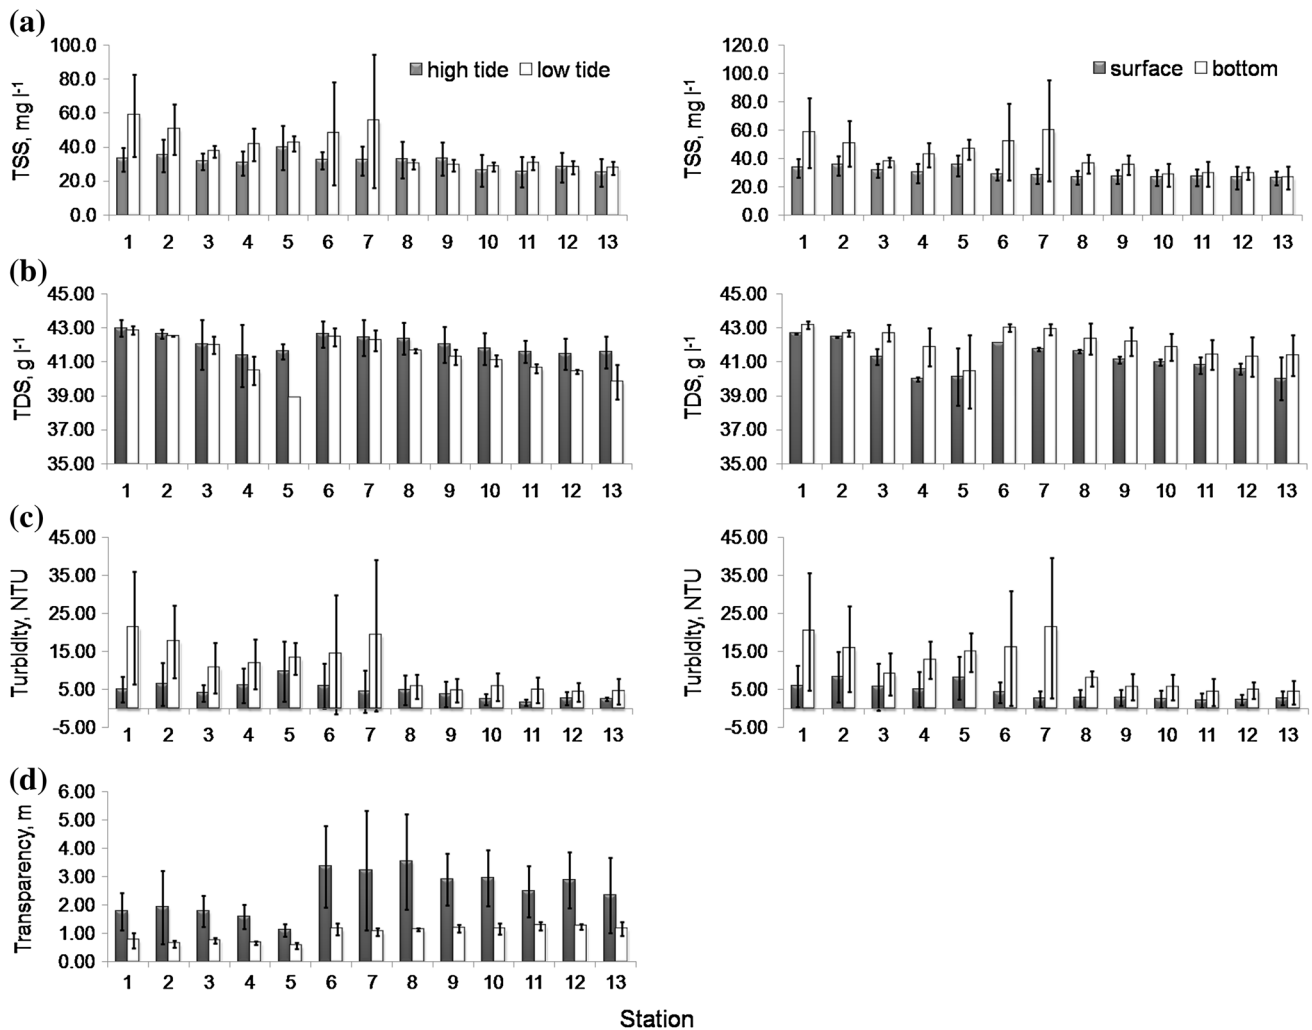 (a)
100.0
80.0
60.0
40.0
20.0
0.0
TSS, mg l-1
high tide low tide
1 2 3 4 5 6 7 8 9 10 11 12 13
120.0
100.0
80.0
60.0
40.0
20.0
0.0
TSS, mg l-1
surface bottom
1 2 3 4 5 6 7 8 9 10 11 12 13
(b)
45.00
43.00
41.00
39.00
37.00
35.00
TDS, g l-1
1 2 3 4 5 6 7 8 9 10 11 12 13
45.00
43.00
41.00
39.00
37.00
35.00
TDS, g l-1
1 2 3 4 5 6 7 8 9 10 11 12 13
(c)
45.00
35.00
25.00
15.00
5.00
-5.00
Turbidity, NTU
1 2 3 4 5 6 7 8 9 10 11 12 13
45.00
35.00
25.00
15.00
5.00
-5.00
Turbidity, NTU
1 2 3 4 5 6 7 8 9 10 11 12 13
(d)
6.00
5.00
4.00
3.00
2.00
1.00
0.00
Transparency, m
1 2 3 4 5 6 7 8 9 10 11 12 13
Station